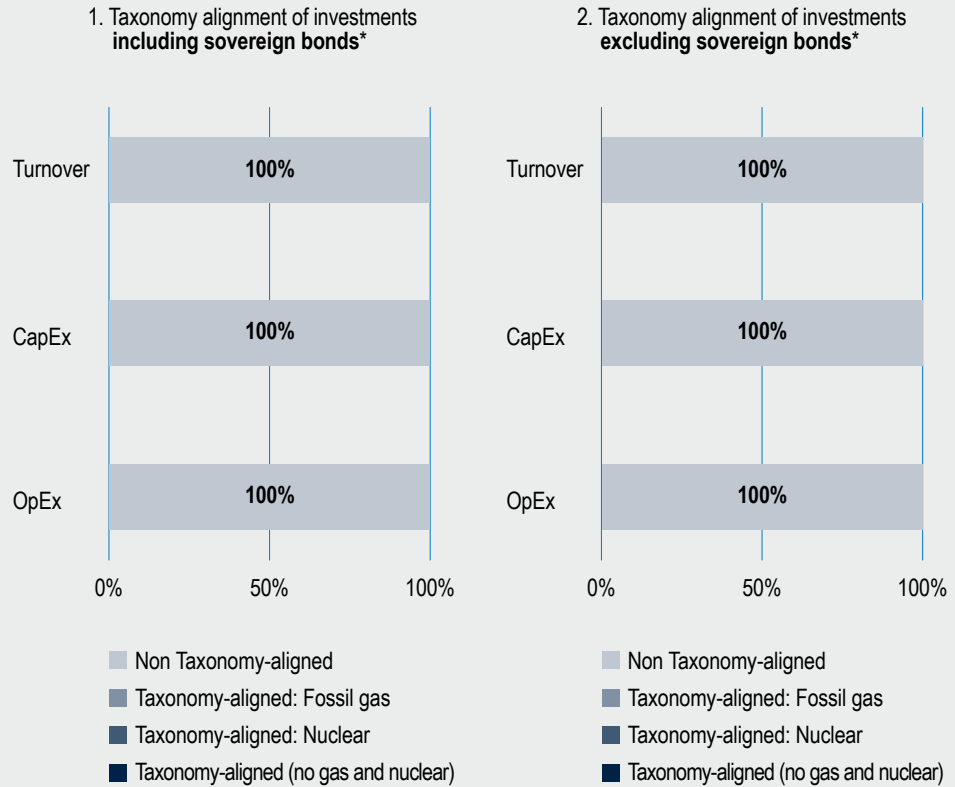 1. Taxonomy alignment of investments
including sovereign bonds*
Turnover
100%
CapEx
100%
OpEx
100%
0%
50%
100%
Non Taxonomy-aligned
Taxonomy-aligned: Fossil gas
Taxonomy-aligned: Nuclear
Taxonomy-aligned (no gas and nuclear)
2. Taxonomy alignment of investments
excluding sovereign bonds*
Turnover
100%
CapEx
100%
OpEx
100%
0%
50%
100%
Non Taxonomy-aligned
Taxonomy-aligned: Fossil gas
Taxonomy-aligned: Nuclear
Taxonomy-aligned (no gas and nuclear)